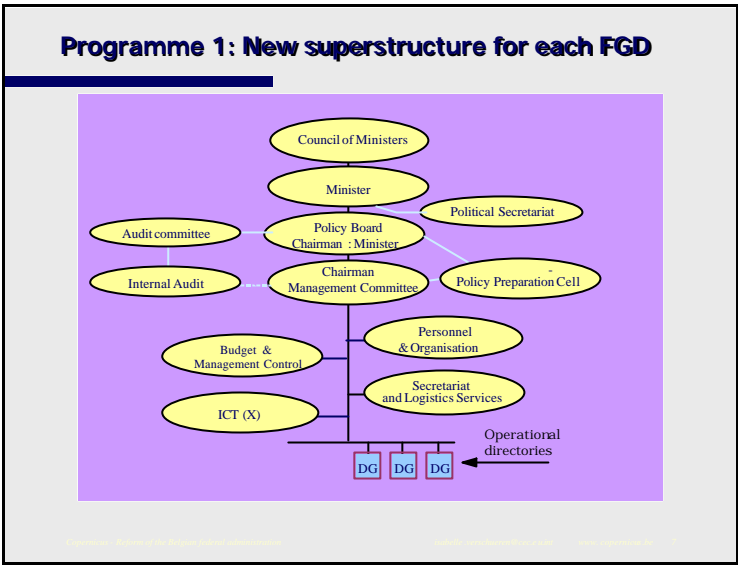 Programme 1: New superstructure for each FGD
Council of Ministers
Minister
Political Secretariat
Audit committee
Policy Board
Chairman : Minister
Internal Audit
Chairman
Management Committee
-
Policy Preparation Cell
Budget &
Management Control
Personnel
& Organisation
Secretariat
and Logistics Services
ICT (X)
Operational
directories
DG DG DG